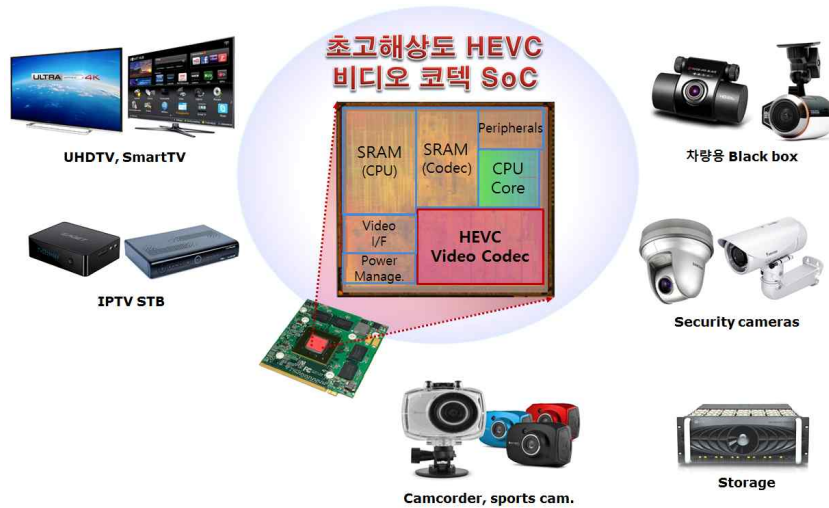 초고해상도 HEVC
비디오 코덱 SoC
ULTRA 4K
UHDTV, SmartTV
IPTV STB
SRAM
(CPU)
SRAM
(Codec)
Peripherals
CPU
Core
Video
I/F
Power
Manage.
HEVC
Video Codec
차량용 Black box
Security cameras
Camcorder, sports cam.
Storage